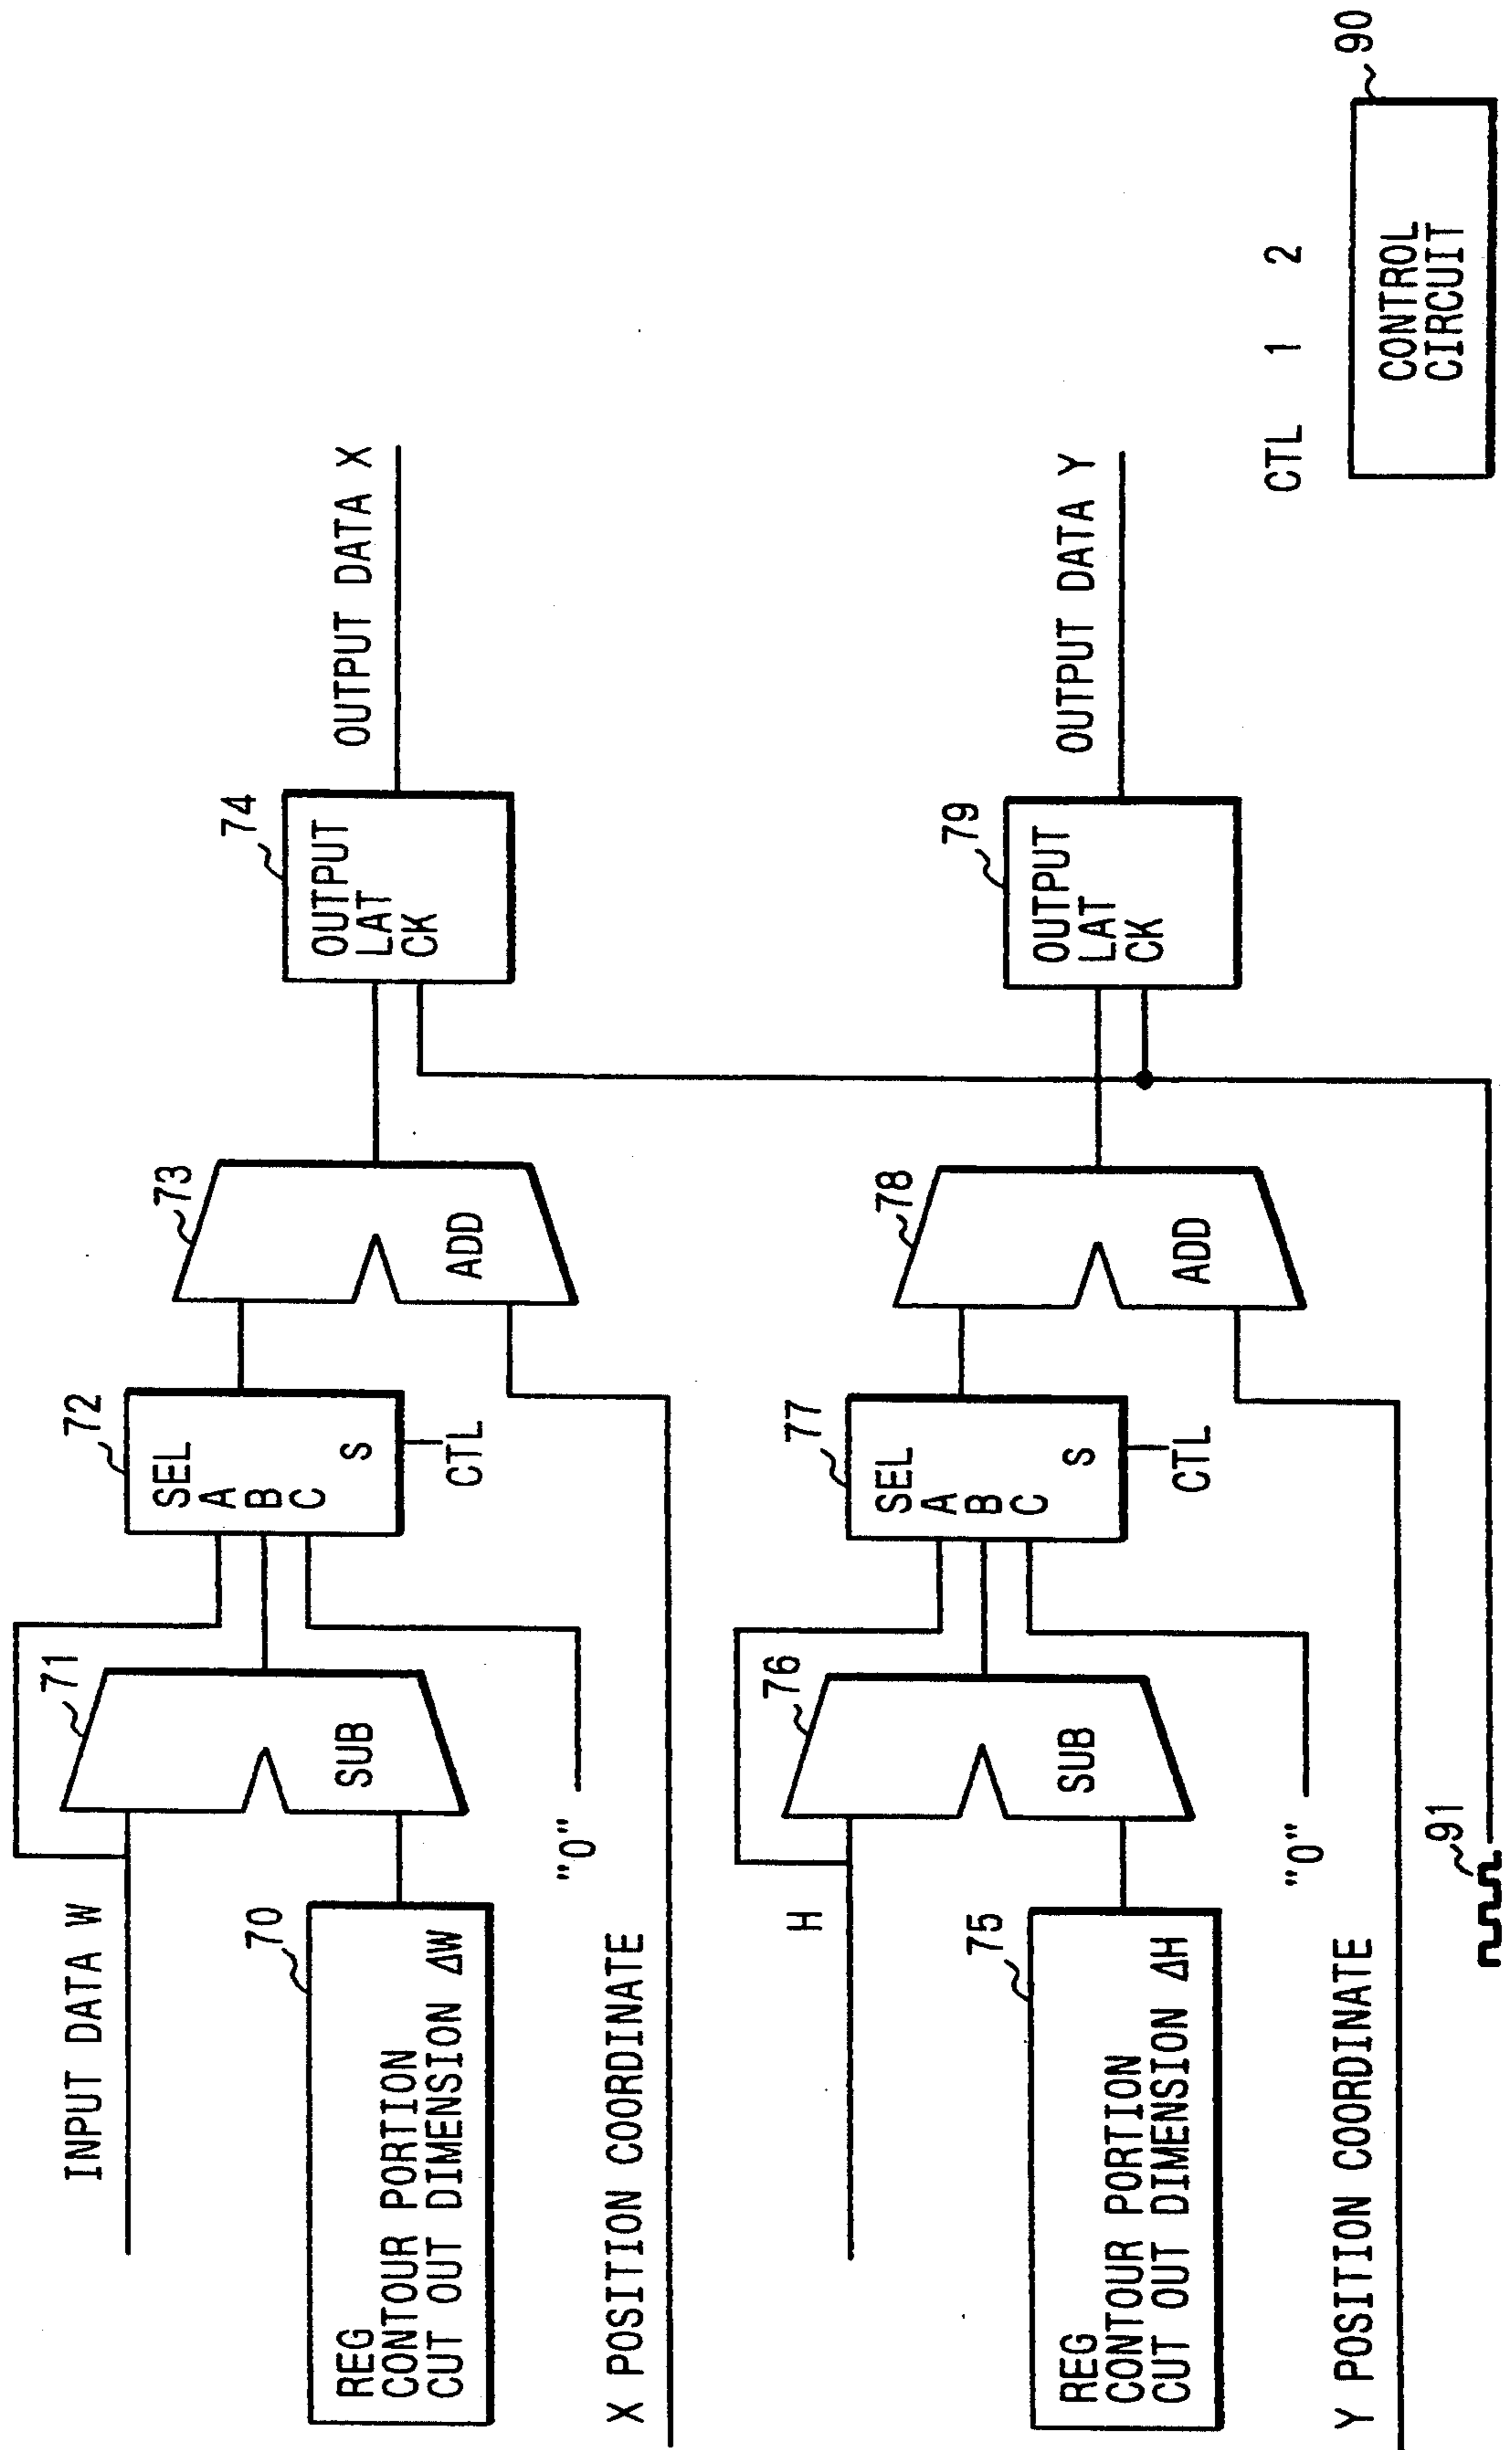 INPUT DATA W
71
72
SEL
A
B
C
S
CTL
73
ADD
74
OUTPUT
LAT
CK
OUTPUT DATA X
70
REG
CONTOUR PORTION
CUT OUT DIMENSION ΔW
SUB
"0"
X POSITION COORDINATE
H
76
77
SEL
A
B
C
S
CTL
78
ADD
79
OUTPUT
LAT
CK
OUTPUT DATA Y
75
REG
CONTOUR PORTION
CUT OUT DIMENSION ΔH
SUB
"0"
Y POSITION COORDINATE
91
CTL 1 2
90
CONTROL
CIRCUIT